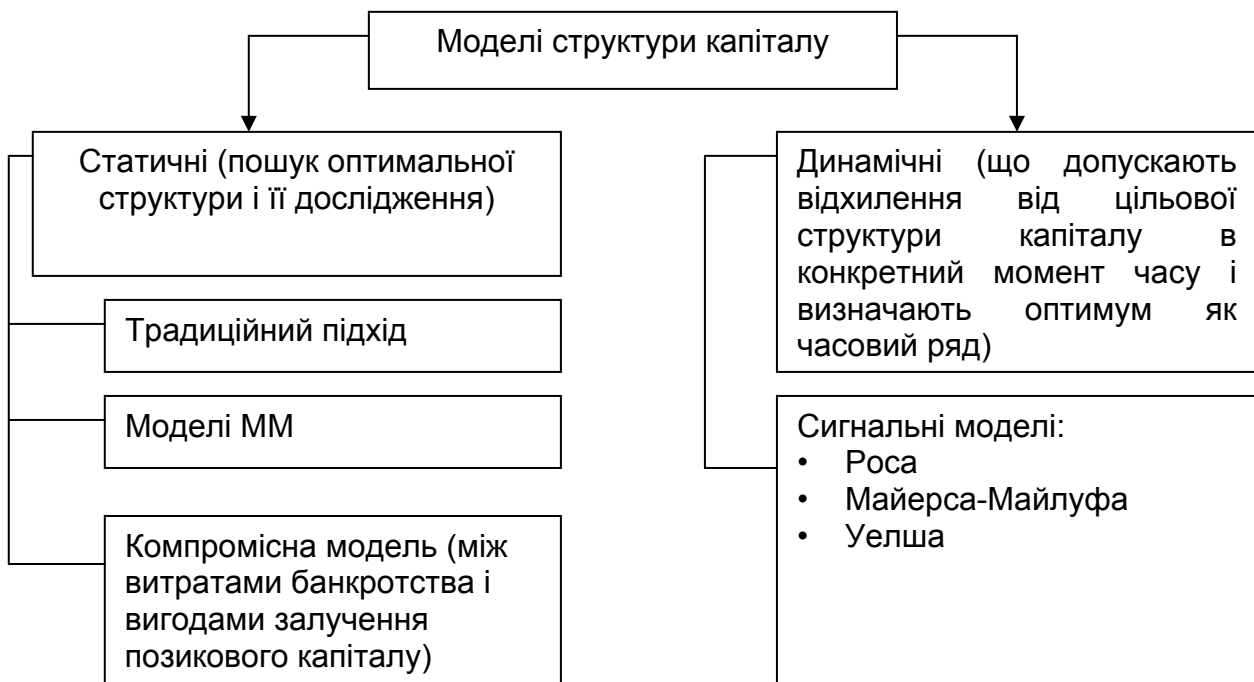 Моделі структури капіталу
Статичні (пошук оптимальної
структури і її дослідження)
Традиційний підхід
Моделі ММ
Компромісна модель (між
витратами банкротства і
вигодами залучення
позикового капіталу)
Динамічні (що допускають
відхилення від цільової
структури капіталу в
конкретний момент часу і
визначають оптимум як
часовий ряд)
Сигнальні моделі:
• Роса
• Майерса-Майлуфа
• Уелша